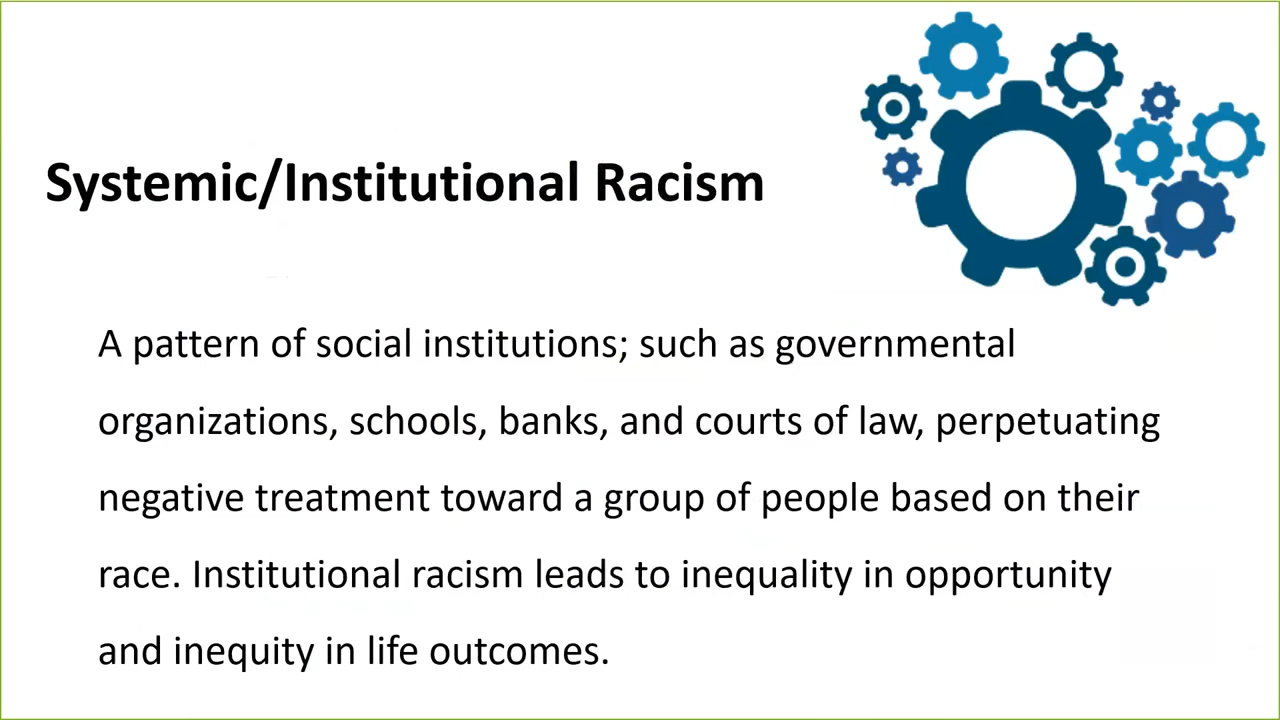 Systemic/Institutional Racism
A pattern of social institutions; such as governmental
organizations, schools, banks, and courts of law, perpetuating
negative treatment toward a group of people based on their
race. Institutional racism leads to inequality in opportunity
and inequity in life outcomes.